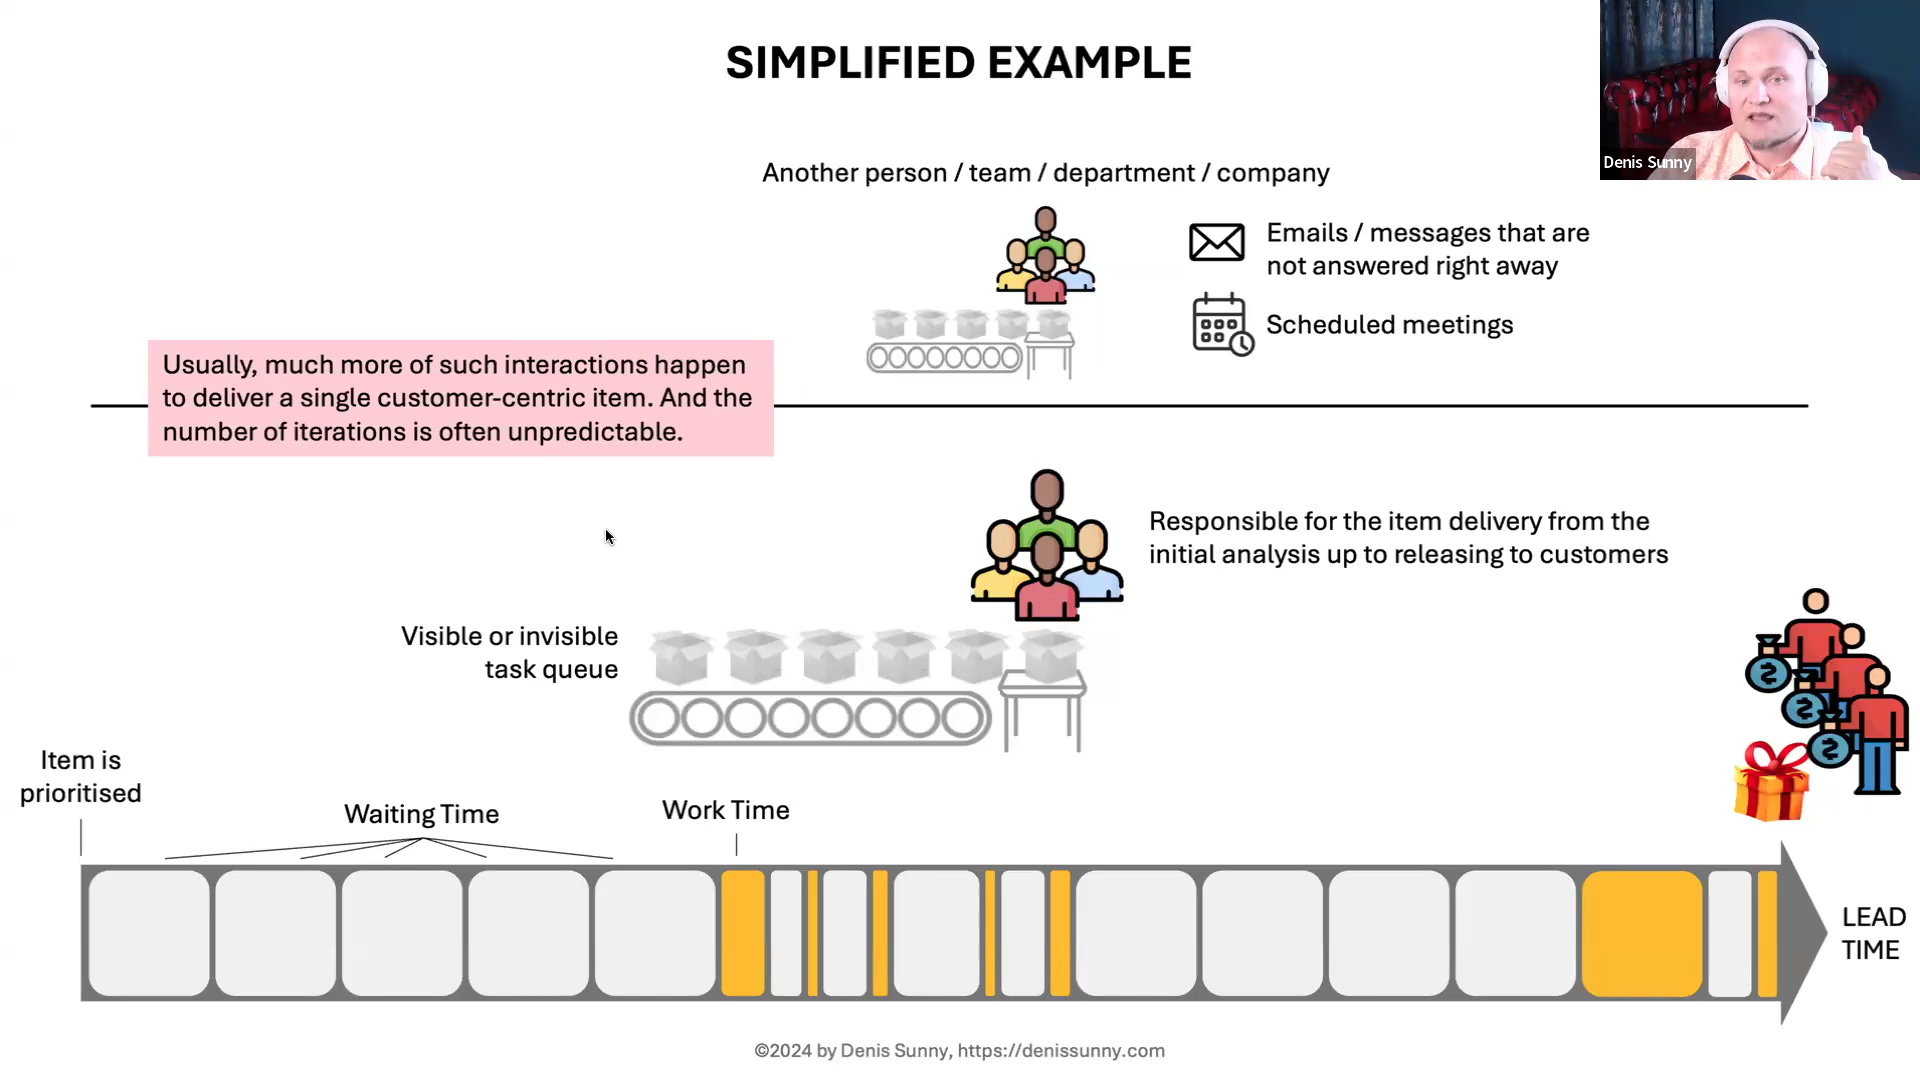 SIMPLIFIED EXAMPLE
Denis Sunny
Another person / team / department / company
Emails / messages that are
not answered right away
Scheduled meetings
Usually, much more of such interactions happen
to deliver a single customer-centric item. And the
number of iterations is often unpredictable.
Responsible for the item delivery from the
initial analysis up to releasing to customers
Visible or invisible
task queue
Item is
prioritised
Waiting Time
Work Time
LEAD
TIME
©2024 by Denis Sunny, https://denissunny.com